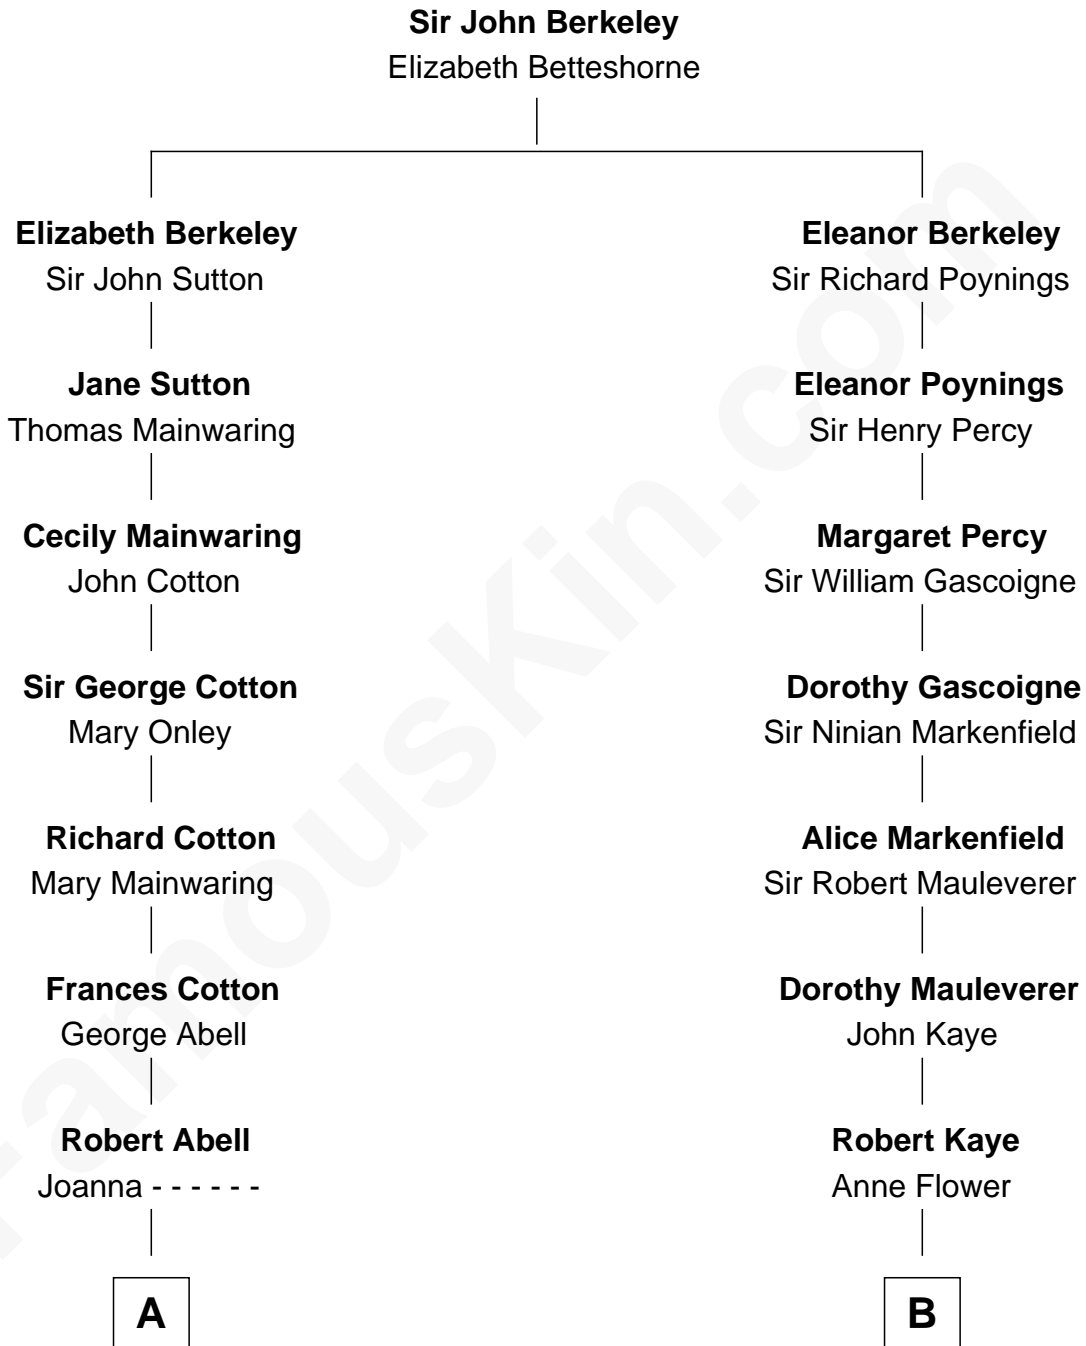 Sir John Berkeley
Elizabeth Betteshorne
Elizabeth Berkeley
Sir John Sutton
Eleanor Berkeley
Sir Richard Poynings
Jane Sutton
Thomas Mainwaring
Eleanor Poynings
Sir Henry Percy
Cecily Mainwaring
John Cotton
Margaret Percy
Sir William Gascoigne
Sir George Cotton
Mary Onley
Dorothy Gascoigne
Sir Ninian Markenfield
Richard Cotton
Mary Mainwaring
Alice Markenfield
Sir Robert Mauleverer
Frances Cotton
George Abell
Dorothy Mauleverer
John Kaye
Robert Abell
Joanna - - - - - -
Robert Kaye
Anne Flower
A
B
FamousKin.com